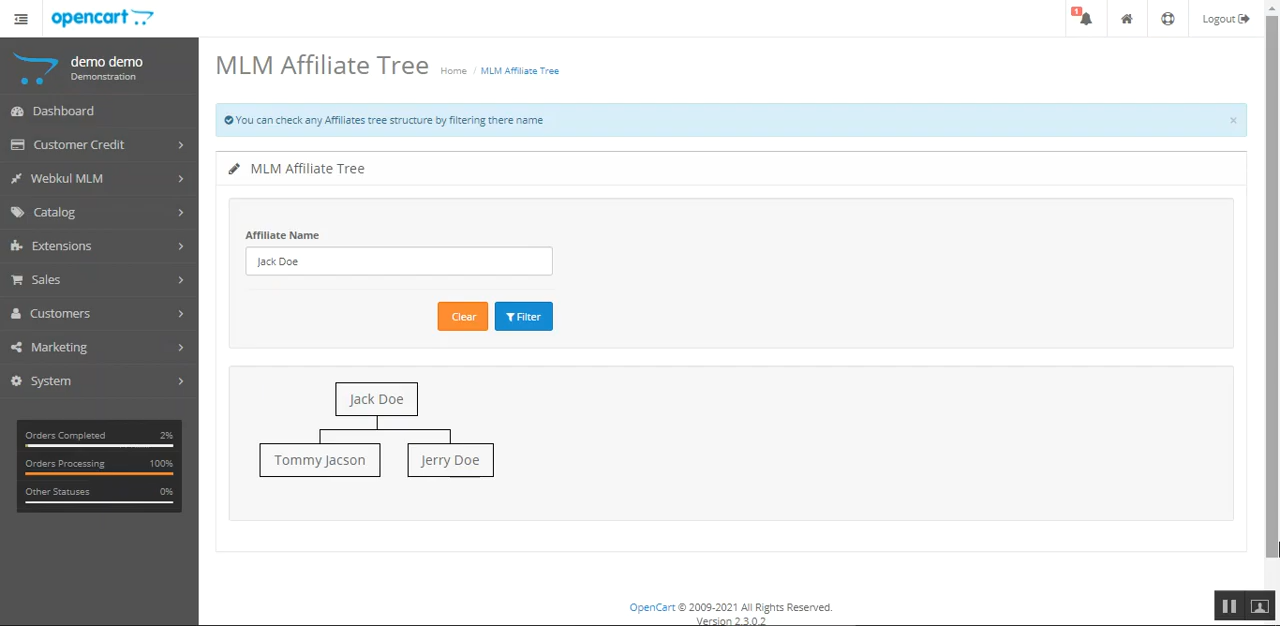 opencart
1
Logout
demo demo
Demonstration
Dashboard
Customer Credit
Webkul MLM
Catalog
Extensions
Sales
Customers
Marketing
System
Orders Completed 2%
Orders Processing 100%
Other Statuses 0%
MLM Affiliate Tree
Home / MLM Affiliate Tree
You can check any Affiliates tree structure by filtering there name ×
MLM Affiliate Tree
Affiliate Name
Jack Doe
Clear
Filter
Jack Doe
Tommy Jacson
Jerry Doe
OpenCart © 2009-2021 All Rights Reserved.
Version 2.3.0.2